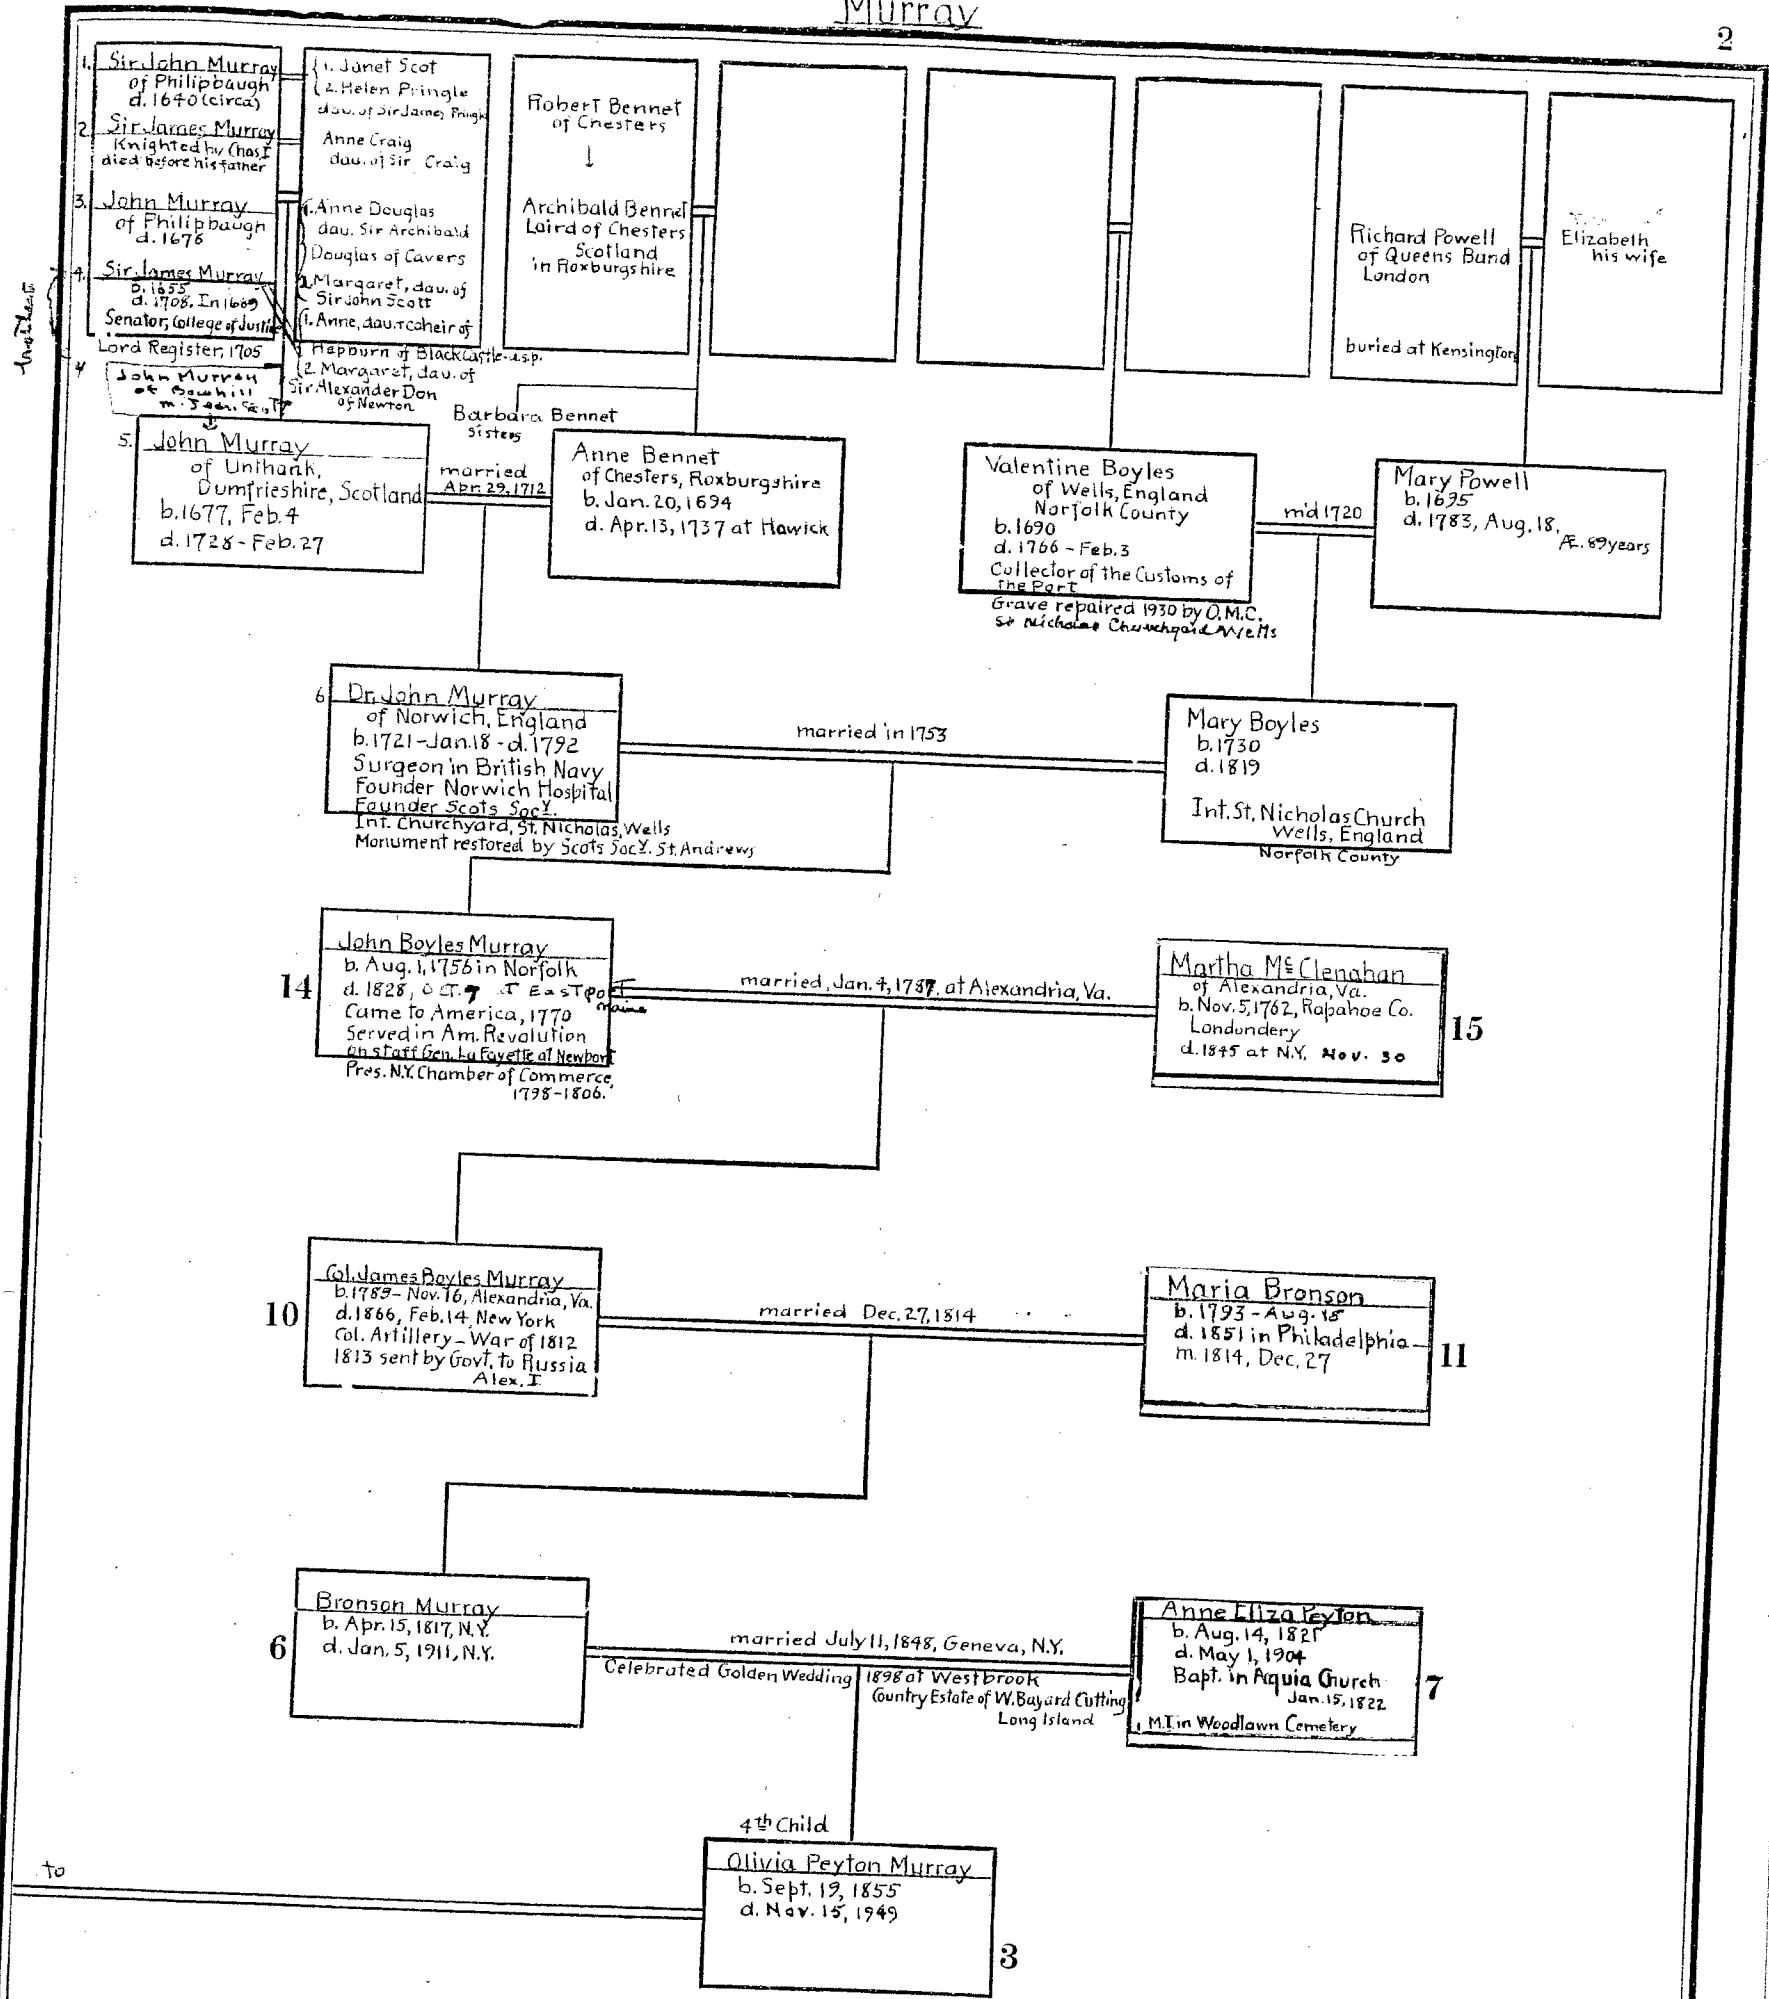 Murray
2
1. Sir John Murray
of Philipbaugh
d. 1640 (circa)
2. Sir James Murray
Knighted by Chas. I
died before his father
3. John Murray
of Philipbaugh
d. 1676
4. Sir James Murray
b. 1655
d. 1708. In 1689
Senator, College of Justice
Lord Register, 1705
4
John Murray
of Bowhill
m. Jean Scott
{ 1. Janet Scot
{ 2. Helen Pringle
dau. of Sir James Pringle
Anne Craig
dau. of Sir Craig
1. Anne Douglas
dau. Sir Archibald
Douglas of Cavers
2 Margaret, dau. of
Sir John Scott
1. Anne, dau. + coheir of
Hepburn of BlackCastle-d.s.p.
2. Margaret, dau. of
Sir Alexander Don
of Newton
Robert Bennet
of Chesters
↓
Archibald Bennet
Laird of Chesters
Scotland
in Roxburgshire
Richard Powell
of Queens Band
London
buried at Kensington
Elizabeth
his wife
Barbara Bennet
Sisters
5. John Murray
of Unihank,
Dumfrieshire, Scotland
b. 1677, Feb. 4
d. 1728 - Feb. 27
married
Apr. 29, 1712
Anne Bennet
of Chesters, Roxburgshire
b. Jan. 20, 1694
d. Apr. 13, 1737 at Hawick
Valentine Boyles
of Wells, England
Norfolk County
b. 1690
d. 1766 - Feb. 3
Collector of the Customs of
the Port
Grave repaired 1930 by O.M.C.
St Nicholas Churchyard Wells
m'd 1720
Mary Powell
b. 1695
d. 1783, Aug. 18,
Æ. 89 years
6 Dr. John Murray
of Norwich, England
b. 1721 - Jan. 18 - d. 1792
Surgeon in British Navy
Founder Norwich Hospital
Founder Scots Socy.
Int. Churchyard, St. Nicholas, Wells
Monument restored by Scots Socy. St. Andrews
married in 1753
Mary Boyles
b. 1730
d. 1819
Int. St. Nicholas Church
Wells, England
Norfolk County
14
John Boyles Murray
b. Aug. 1, 1756 in Norfolk
d. 1828, OCT. 9 AT EASTport
maine
Came to America, 1770
Served in Am. Revolution
on staff Gen. La Fayette at Newport
Pres. N.Y. Chamber of Commerce,
1798-1806.
married, Jan. 4, 1787, at Alexandria, Va.
Martha McClenahan
of Alexandria, Va.
b. Nov. 5, 1762, Rapahoe Co.
Londondery
d. 1845 at N.Y. Nov. 30
15
10
Col. James Boyles Murray
b. 1789 - Nov. 16, Alexandria, Va.
d. 1866, Feb. 14, New York
Col. Artillery - War of 1812
1813 sent by Govt. to Russia
Alex. I
married Dec. 27, 1814
Maria Bronson
b. 1793 - Aug. 18
d. 1851 in Philadelphia
m. 1814, Dec. 27
11
6
Bronson Murray
b. Apr. 15, 1817, N.Y.
d. Jan. 5, 1911, N.Y.
married July 11, 1848, Geneva, N.Y.
Celebrated Golden Wedding 1898 at Westbrook
Country Estate of W. Bayard Cutting
Long Island
Anne Eliza Peyton
b. Aug. 14, 1821
d. May 1, 1904
Bapt. in Aquia Church
Jan. 15, 1822
M.I. in Woodlawn Cemetery
7
4th Child
Olivia Peyton Murray
b. Sept. 19, 1855
d. Nov. 15, 1949
3
to